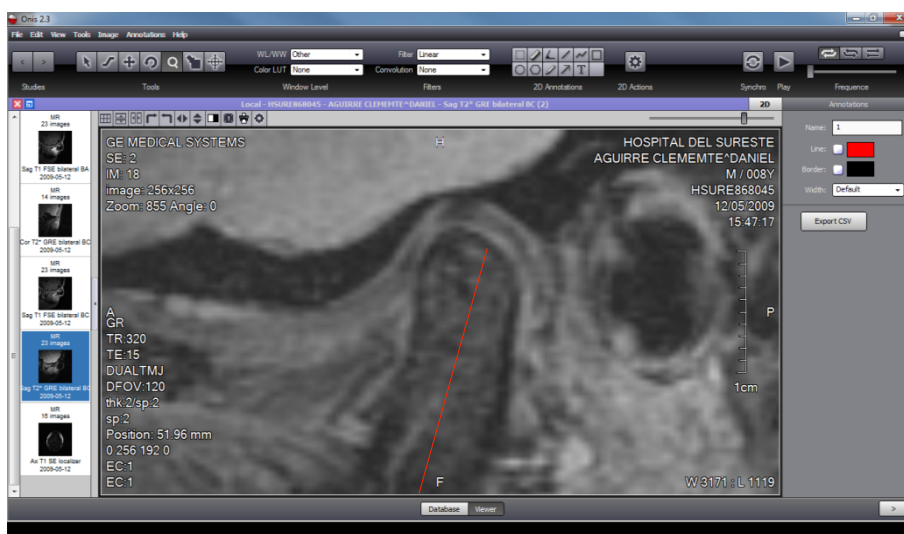 Onis 2.3
File Edit View Tools Image Annotations Help
WL/WW Other
Color LUT None
Filter Linear
Convolution None
Studies
Tools
Window Level
Filters
2D Annotations
2D Actions
Synchro
Play
Frequence
Local - HSURE868045 - AGUIRRE CLEMEMTE^DANIEL - Sag T2* GRE bilateral BC (2)
2D
Annotations
MR
23 images
Sag T1 FSE bilateral BA
2009-05-12
MR
14 images
Cor T2* GRE bilateral BC
2009-05-12
MR
23 images
Sag T1 FSE bilateral BC
2009-05-12
MR
23 images
Sag T2* GRE bilateral BC
2009-05-12
MR
15 images
Ax T1 SE localizer
2009-05-12
GE MEDICAL SYSTEMS
SE: 2
IM: 18
image: 256x256
Zoom: 855 Angle: 0
H
HOSPITAL DEL SURESTE
AGUIRRE CLEMEMTE^DANIEL
M / 008Y
HSURE868045
12/05/2009
15:47:17
A
GR
TR:320
TE:15
DUALTMJ
DFOV:120
thk:2/sp:2
sp:2
Position: 51.96 mm
0 256 192 0
EC:1
EC:1
P
1cm
F
W 3171 : L 1119
Name: 1
Line:
Border:
Width: Default
Export CSV
Database
Viewer